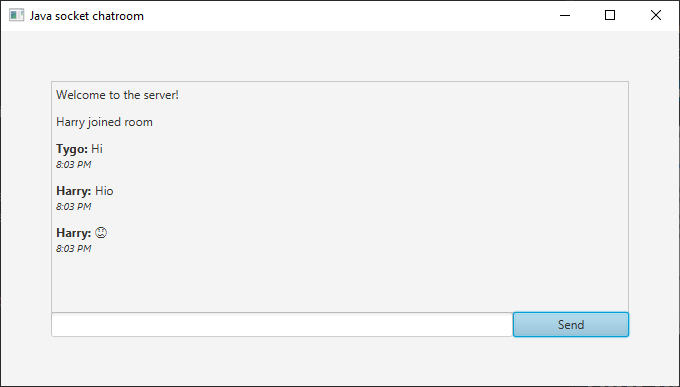 Java socket chatroom
Welcome to the server!
Harry joined room
Tygo: Hi
8:03 PM
Harry: Hio
8:03 PM
Harry: 😟
8:03 PM
Send